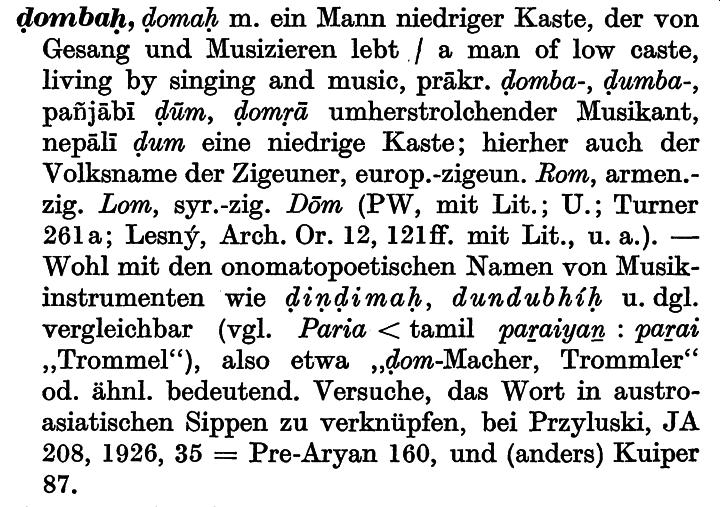 ḍombaḥ, ḍomaḥ m. ein Mann niedriger Kaste, der von
Gesang und Musizieren lebt / a man of low caste,
living by singing and music, prākr. ḍomba-, ḍumba-,
pañjābī ḍūm, ḍomṛā umherstrolchender Musikant,
nepālī ḍum eine niedrige Kaste; hierher auch der
Volksname der Zigeuner, europ.-zigeun. Rom, armen.-
zig. Lom, syr.-zig. Dōm (PW, mit Lit.; U.; Turner
261a; Lesný, Arch. Or. 12, 121ff. mit Lit., u. a.). —
Wohl mit den onomatopoetischen Namen von Musik-
instrumenten wie ḍiṇḍimaḥ, dundubhíḥ u. dgl.
vergleichbar (vgl. Paria < tamil paṟaiyaṉ : paṟai
„Trommel“), also etwa „ḍom-Macher, Trommler“
od. ähnl. bedeutend. Versuche, das Wort in austro-
asiatischen Sippen zu verknüpfen, bei Przyluski, JA
208, 1926, 35 = Pre-Aryan 160, und (anders) Kuiper
87.